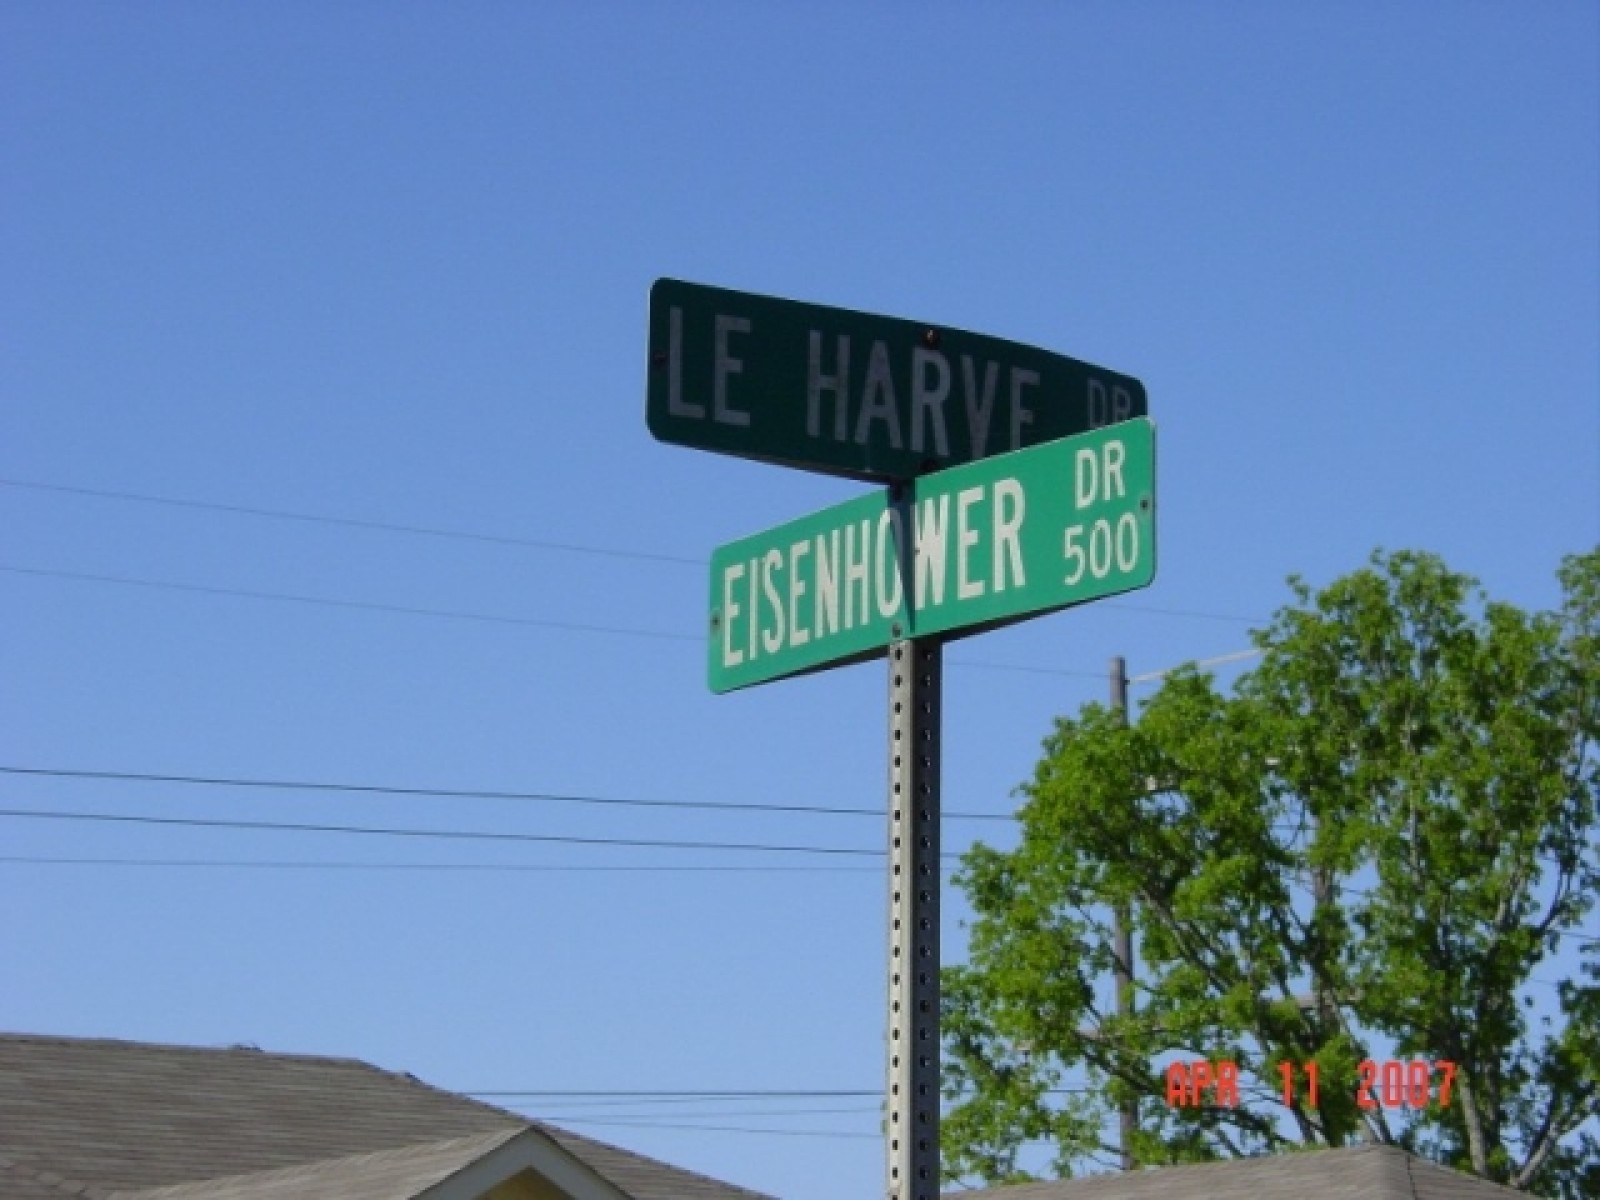 LE HARVE DR
EISENHOWER DR
500
APR 11 2007